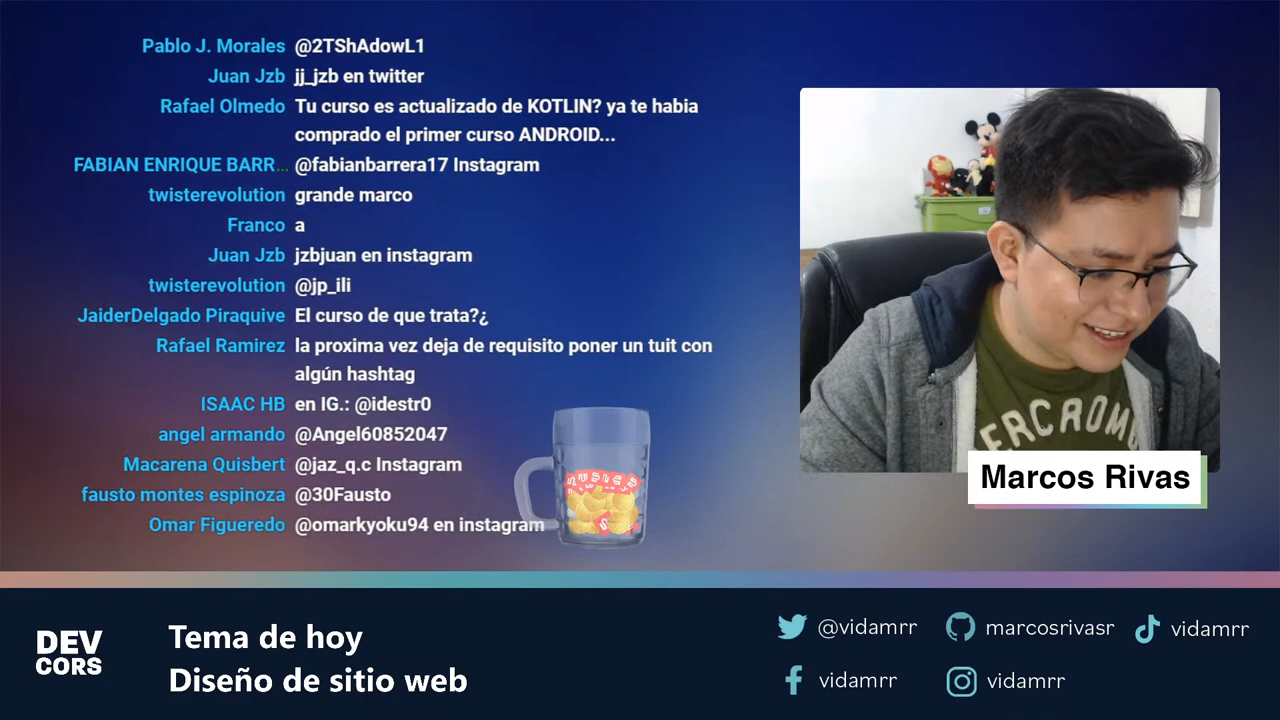 Pablo J. Morales @2TShAdowL1
Juan Jzb jj_jzb en twitter
Rafael Olmedo Tu curso es actualizado de KOTLIN? ya te habia
comprado el primer curso ANDROID...
FABIAN ENRIQUE BARR... @fabianbarrera17 Instagram
twisterevolution grande marco
Franco a
Juan Jzb jzbjuan en instagram
twisterevolution @jp_ili
JaiderDelgado Piraquive El curso de que trata?¿
Rafael Ramirez la proxima vez deja de requisito poner un tuit con
algún hashtag
ISAAC HB en IG.: @idestr0
angel armando @Angel60852047
Macarena Quisbert @jaz_q.c Instagram
fausto montes espinoza @30Fausto
Omar Figueredo @omarkyoku94 en instagram
ERCROM
Marcos Rivas
DEV
CORS
Tema de hoy
Diseño de sitio web
@vidamrr marcosrivasr vidamrr
vidamrr vidamrr